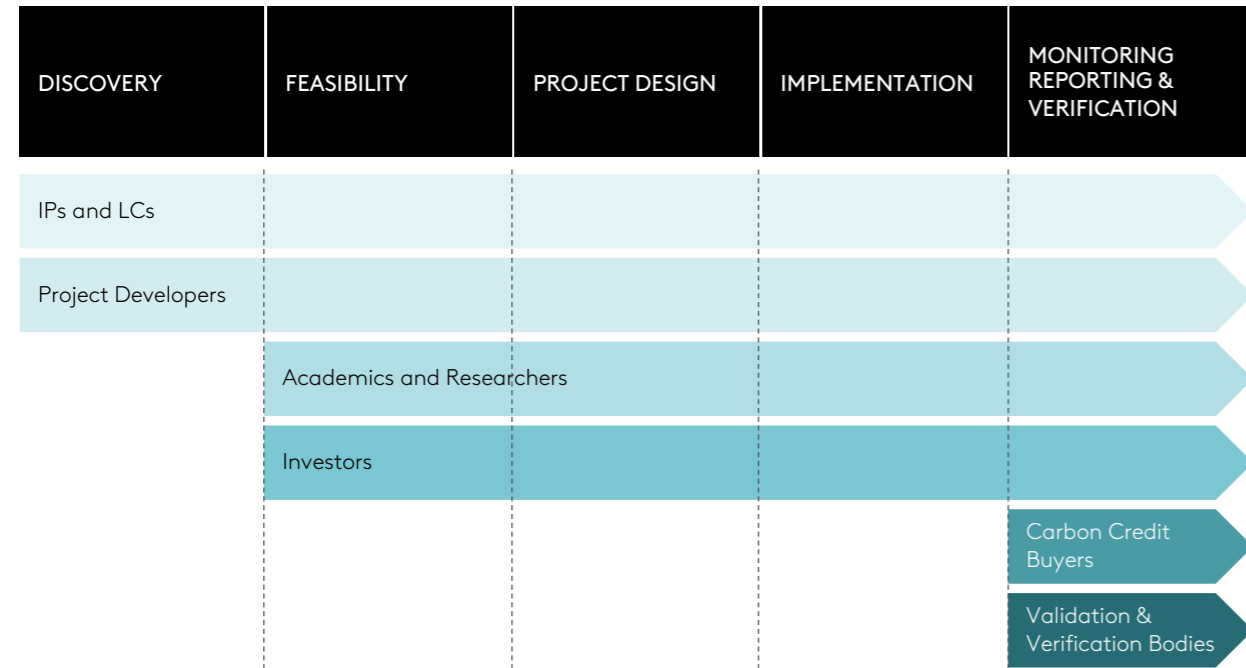 DISCOVERY
FEASIBILITY
PROJECT DESIGN
IMPLEMENTATION
MONITORING
REPORTING &
VERIFICATION
IPs and LCs
Project Developers
Academics and Researchers
Investors
Carbon Credit
Buyers
Validation &
Verification Bodies